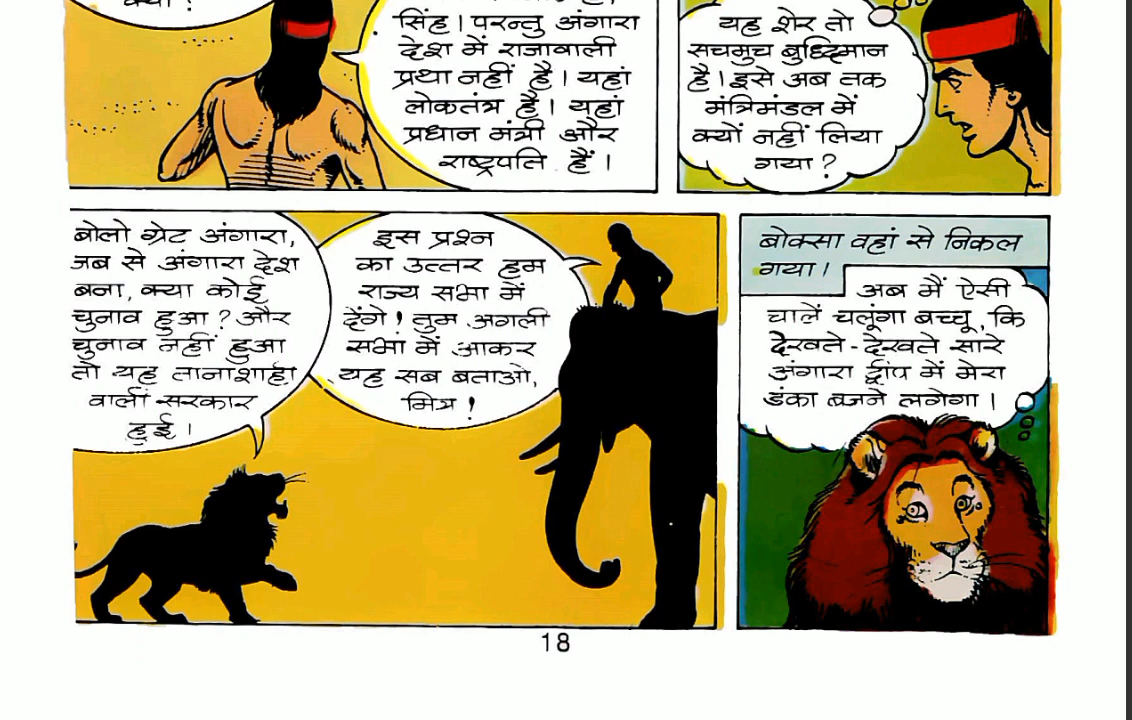 क्या?
सिंह। परन्तु अंगारा
देश में राजावाली
प्रथा नहीं है। यहां
लोकतंत्र है। यहां
प्रधान मंत्री और
राष्ट्रपति हैं।
यह शेर तो
सचमुच बुध्दिमान
है। इसे अब तक
मंत्रिमंडल में
क्यों नहीं लिया
गया?
बोलो ग्रेट अंगारा,
जब से अंगारा देश
बना, क्या कोई
चुनाव हुआ? और
चुनाव नहीं हुआ
तो यह तानाशाही
वाली सरकार
हुई।
इस प्रश्न
का उत्तर हम
राज्य सभा में
देंगे! तुम अगली
सभा में आकर
यह सब बताओ,
मित्र!
बोक्सा वहां से निकल
गया।
अब मैं ऐसी
चालें चलूंगा बच्चू, कि
देखते-देखते सारे
अंगारा द्वीप में मेरा
डंका बजने लगेगा।
18